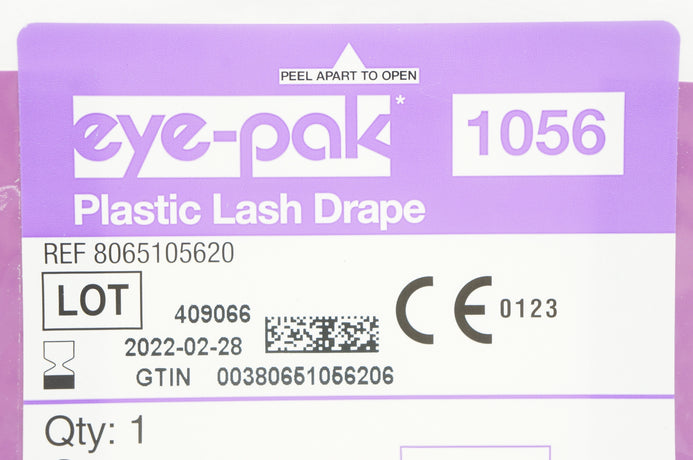 PEEL APART TO OPEN
eye-pak*
1056
Plastic Lash Drape
REF 8065105620
LOT
409066
CE 0123
2022-02-28
GTIN 00380651056206
Qty: 1